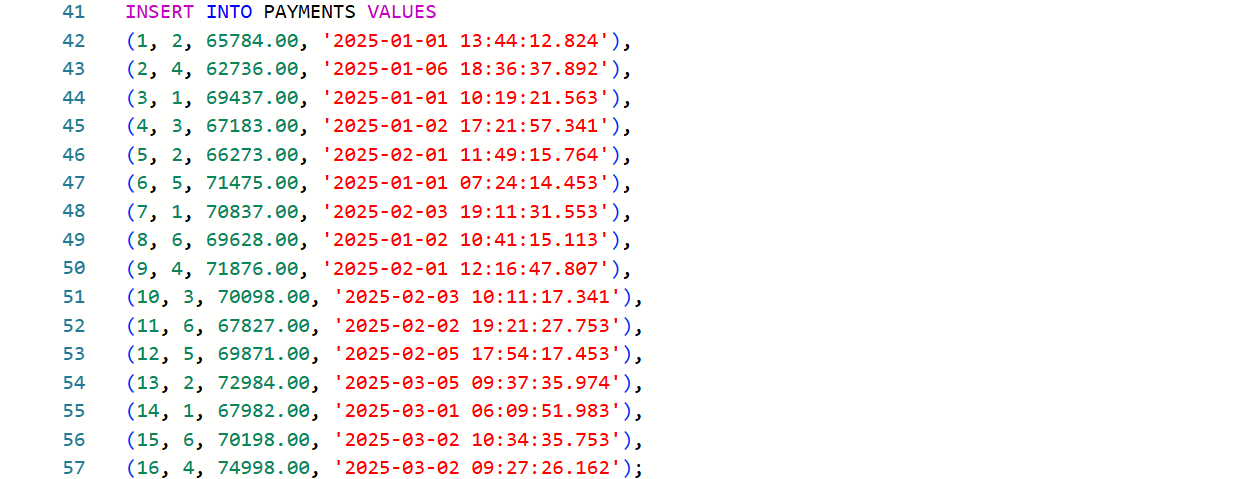 41 INSERT INTO PAYMENTS VALUES
42 (1, 2, 65784.00, '2025-01-01 13:44:12.824'),
43 (2, 4, 62736.00, '2025-01-06 18:36:37.892'),
44 (3, 1, 69437.00, '2025-01-01 10:19:21.563'),
45 (4, 3, 67183.00, '2025-01-02 17:21:57.341'),
46 (5, 2, 66273.00, '2025-02-01 11:49:15.764'),
47 (6, 5, 71475.00, '2025-01-01 07:24:14.453'),
48 (7, 1, 70837.00, '2025-02-03 19:11:31.553'),
49 (8, 6, 69628.00, '2025-01-02 10:41:15.113'),
50 (9, 4, 71876.00, '2025-02-01 12:16:47.807'),
51 (10, 3, 70098.00, '2025-02-03 10:11:17.341'),
52 (11, 6, 67827.00, '2025-02-02 19:21:27.753'),
53 (12, 5, 69871.00, '2025-02-05 17:54:17.453'),
54 (13, 2, 72984.00, '2025-03-05 09:37:35.974'),
55 (14, 1, 67982.00, '2025-03-01 06:09:51.983'),
56 (15, 6, 70198.00, '2025-03-02 10:34:35.753'),
57 (16, 4, 74998.00, '2025-03-02 09:27:26.162');